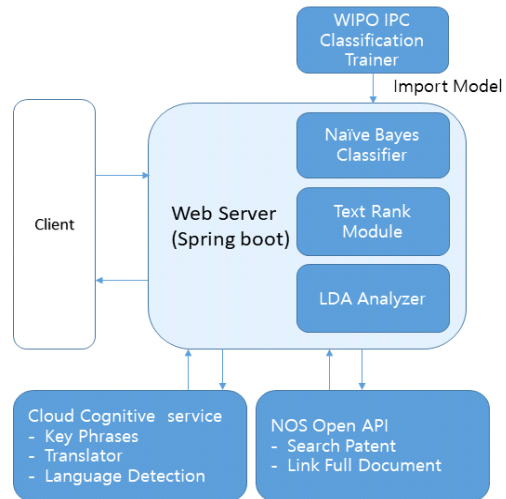 WIPO IPC
Classification
Trainer
Import Model
Naïve Bayes
Classifier
Client
Web Server
(Spring boot)
Text Rank
Module
LDA Analyzer
Cloud Cognitive service
- Key Phrases
- Translator
- Language Detection
NOS Open API
- Search Patent
- Link Full Document